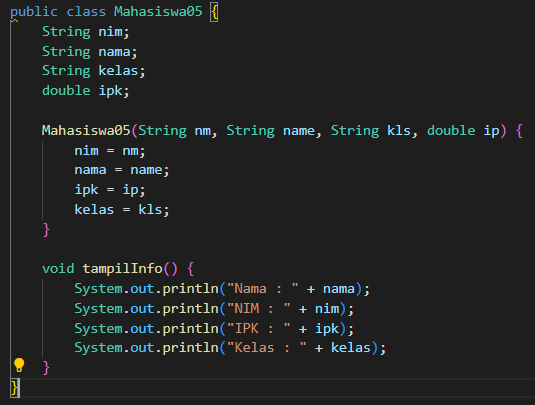 public class Mahasiswa05 {
    String nim;
    String nama;
    String kelas;
    double ipk;

    Mahasiswa05(String nm, String name, String kls, double ip) {
        nim = nm;
        nama = name;
        ipk = ip;
        kelas = kls;
    }

    void tampilInfo() {
        System.out.println("Nama : " + nama);
        System.out.println("NIM : " + nim);
        System.out.println("IPK : " + ipk);
        System.out.println("Kelas : " + kelas);
    }
}